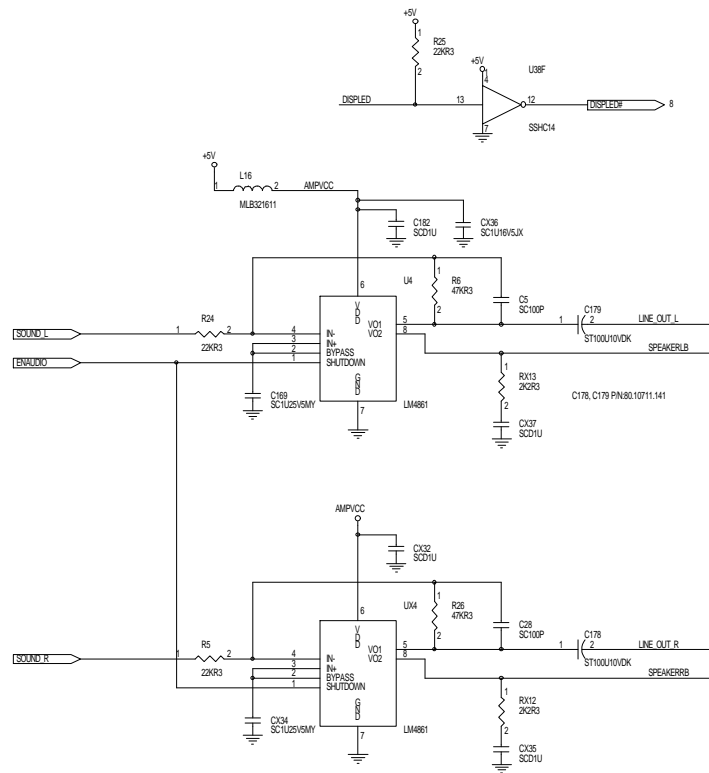 +5V
1
R25
22KR3
2
+5V
U38F
1
4
DISPLED
13
12
DISPLED#
8
7
SSHC14
+5V
L16
1
2
AMPVCC
MLB321611
C182
SCD1U
CX36
SC1U16V5JX
6
U4
1
R6
47KR3
2
C5
SC100P
C179
R24
VDD
SOUND_L
1
2
4
IN-
VO1
5
1
2
LINE_OUT_L
22KR3
3
IN+
VO2
8
ST100U10VDK
2
BYPASS
SPEAKERLB
ENAUDIO
1
SHUTDOWN
1
RX13
2K2R3
2
C169
SC1U25V5MY
GND
7
LM4861
C178, C179 P/N:80.10711.141
CX37
SCD1U
AMPVCC
CX32
SCD1U
6
UX4
1
R26
47KR3
2
C28
SC100P
C178
R5
VDD
SOUND_R
1
2
4
IN-
VO1
5
1
2
LINE_OUT_R
22KR3
3
IN+
VO2
8
ST100U10VDK
2
BYPASS
SPEAKERRB
1
SHUTDOWN
1
RX12
2K2R3
2
CX34
SC1U25V5MY
GND
7
LM4861
CX35
SCD1U